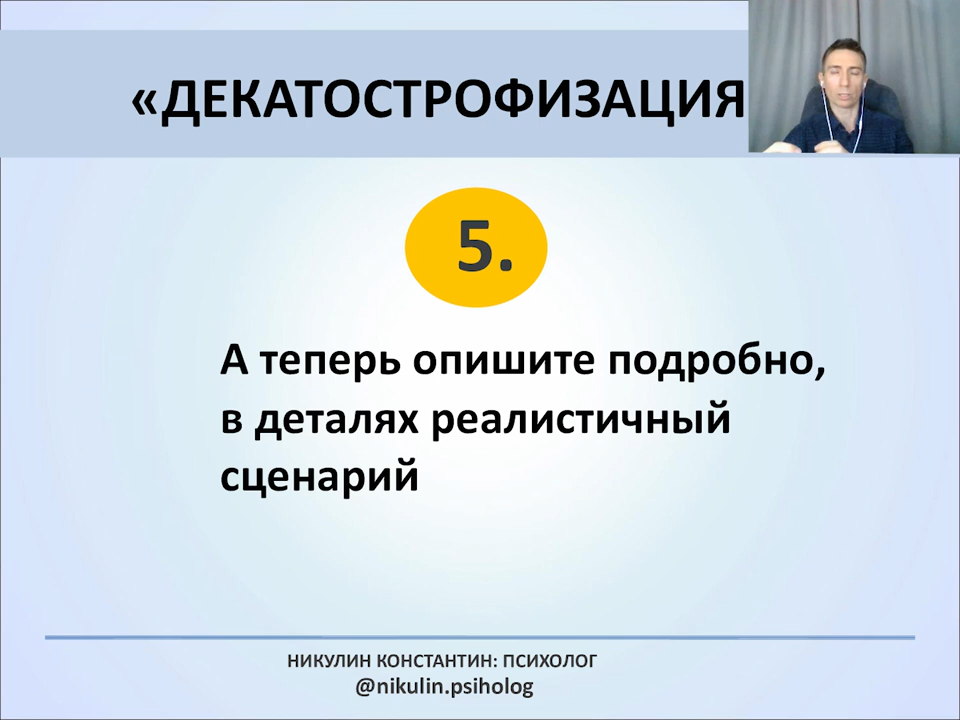 «ДЕКАТОСТРОФИЗАЦИЯ
5.
А теперь опишите подробно,
в деталях реалистичный
сценарий
НИКУЛИН КОНСТАНТИН: ПСИХОЛОГ
@nikulin.psiholog